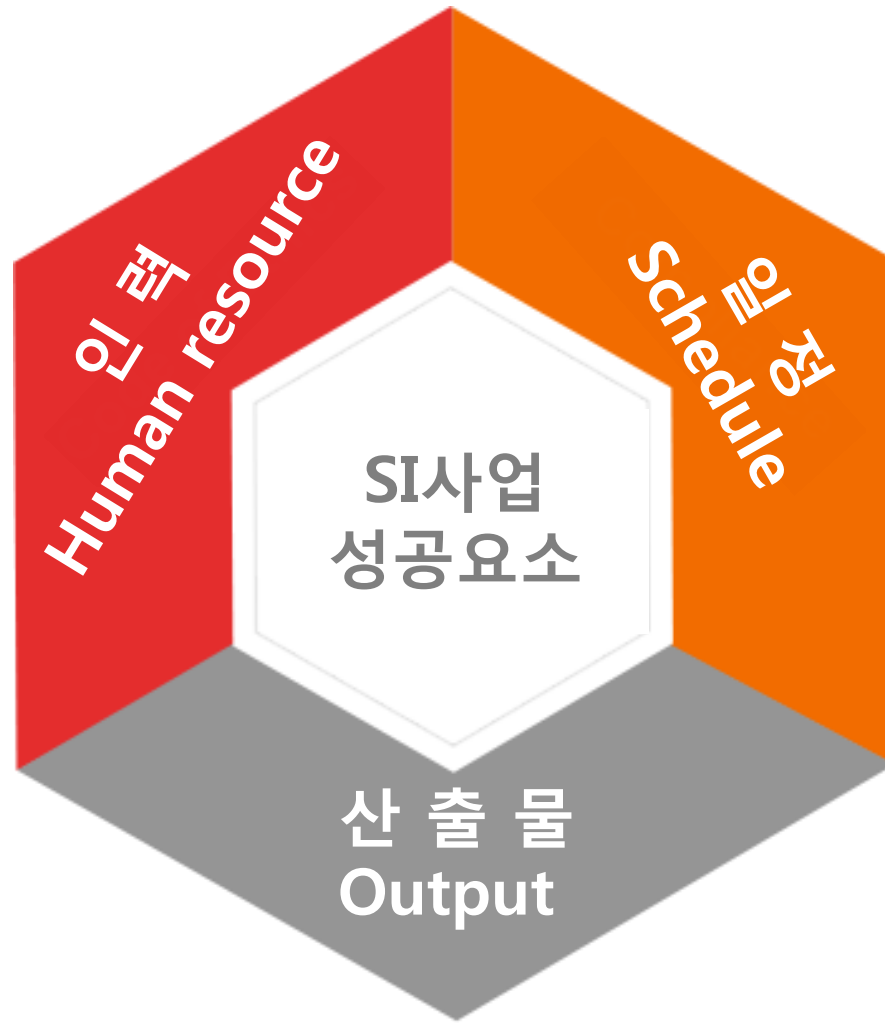 인 력
Human resource
일 정
Schedule
SI사업
성공요소
산 출 물
Output